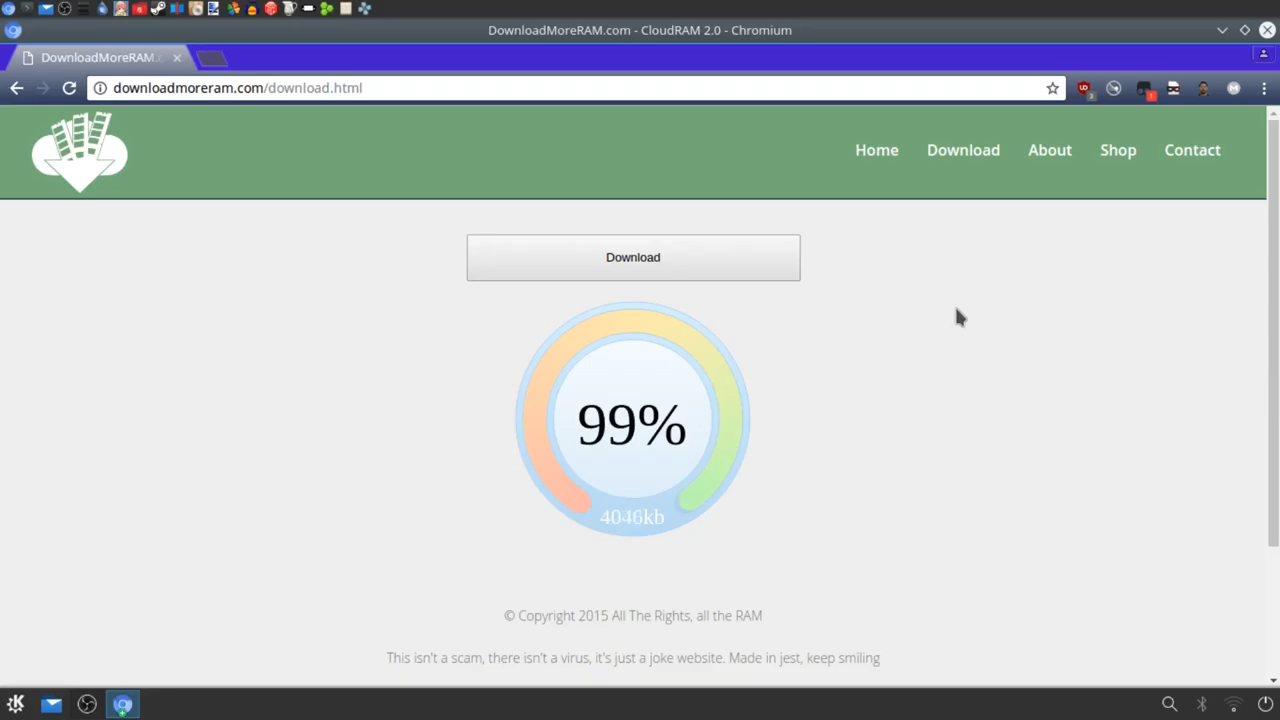 DownloadMoreRAM.com - CloudRAM 2.0 - Chromium
DownloadMoreRAM.c
downloadmoreram.com/download.html
Home Download About Shop Contact
Download
99%
4046kb
© Copyright 2015 All The Rights, all the RAM
This isn't a scam, there isn't a virus, it's just a joke website. Made in jest, keep smiling